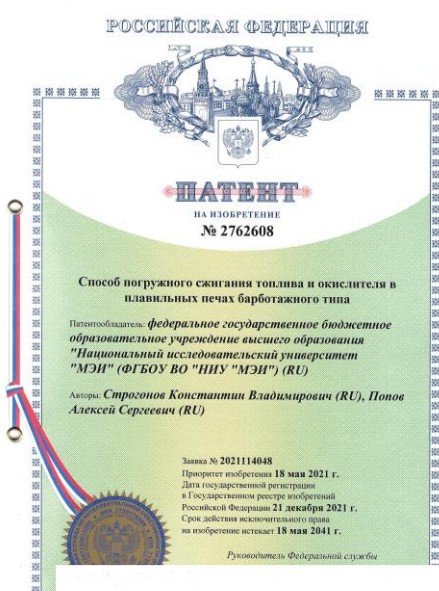 РОССИЙСКАЯ ФЕДЕРАЦИЯ
ПАТЕНТ
НА ИЗОБРЕТЕНИЕ
№ 2762608
Способ погружного сжигания топлива и окислителя в
плавильных печах барботажного типа
Патентообладатель: федеральное государственное бюджетное
образовательное учреждение высшего образования
"Национальный исследовательский университет
"МЭИ" (ФГБОУ ВО "НИУ "МЭИ") (RU)
Авторы: Строгонов Константин Владимирович (RU), Попов
Алексей Сергеевич (RU)
Заявка № 2021114048
Приоритет изобретения 18 мая 2021 г.
Дата государственной регистрации
в Государственном реестре изобретений
Российской Федерации 21 декабря 2021 г.
Срок действия исключительного права
на изобретение истекает 18 мая 2041 г.
Руководитель Федеральной службы